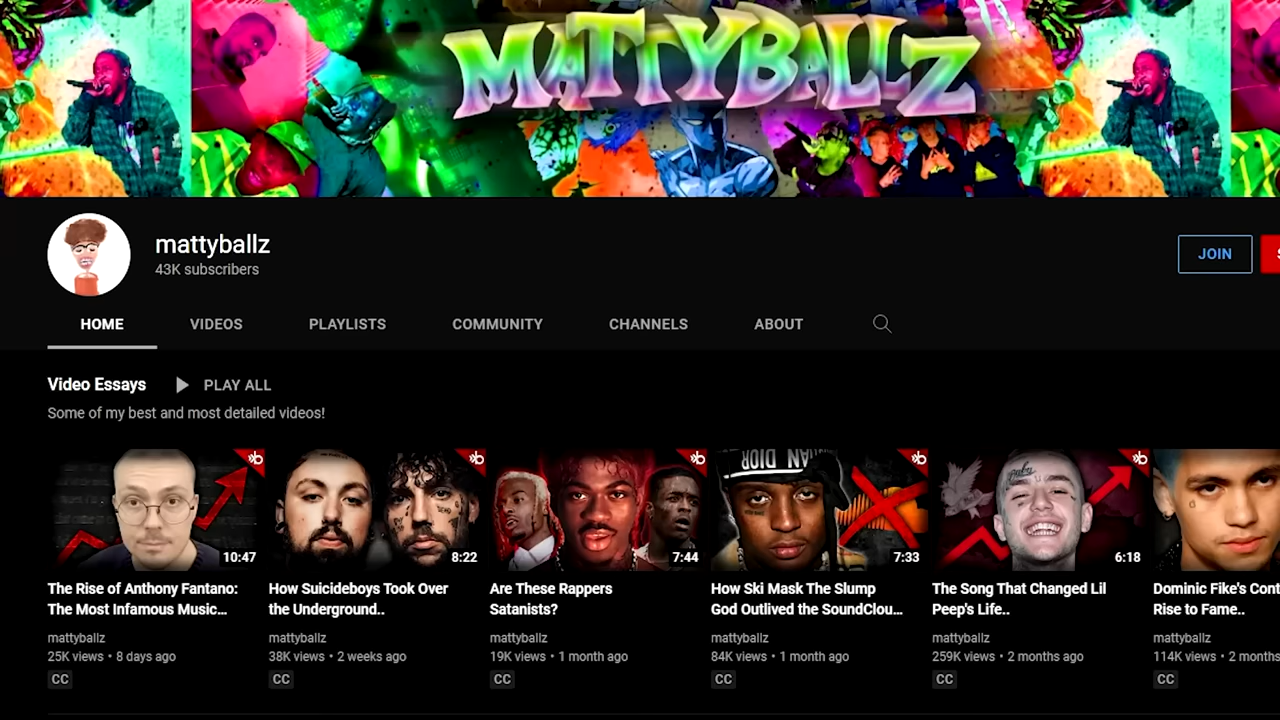 MATTYBALLZ
mattyballz
43K subscribers
JOIN
HOME VIDEOS PLAYLISTS COMMUNITY CHANNELS ABOUT
Video Essays PLAY ALL
Some of my best and most detailed videos!
10:47 8:22 7:44 7:33 6:18
The Rise of Anthony Fantano:
The Most Infamous Music...
mattyballz
25K views • 8 days ago
CC
How Suicideboys Took Over
the Underground..
mattyballz
38K views • 2 weeks ago
CC
Are These Rappers
Satanists?
mattyballz
19K views • 1 month ago
CC
How Ski Mask The Slump
God Outlived the SoundClou...
mattyballz
84K views • 1 month ago
CC
The Song That Changed Lil
Peep's Life..
mattyballz
259K views • 2 months ago
CC
Dominic Fike's Cont
Rise to Fame..
mattyballz
114K views • 2 months
CC